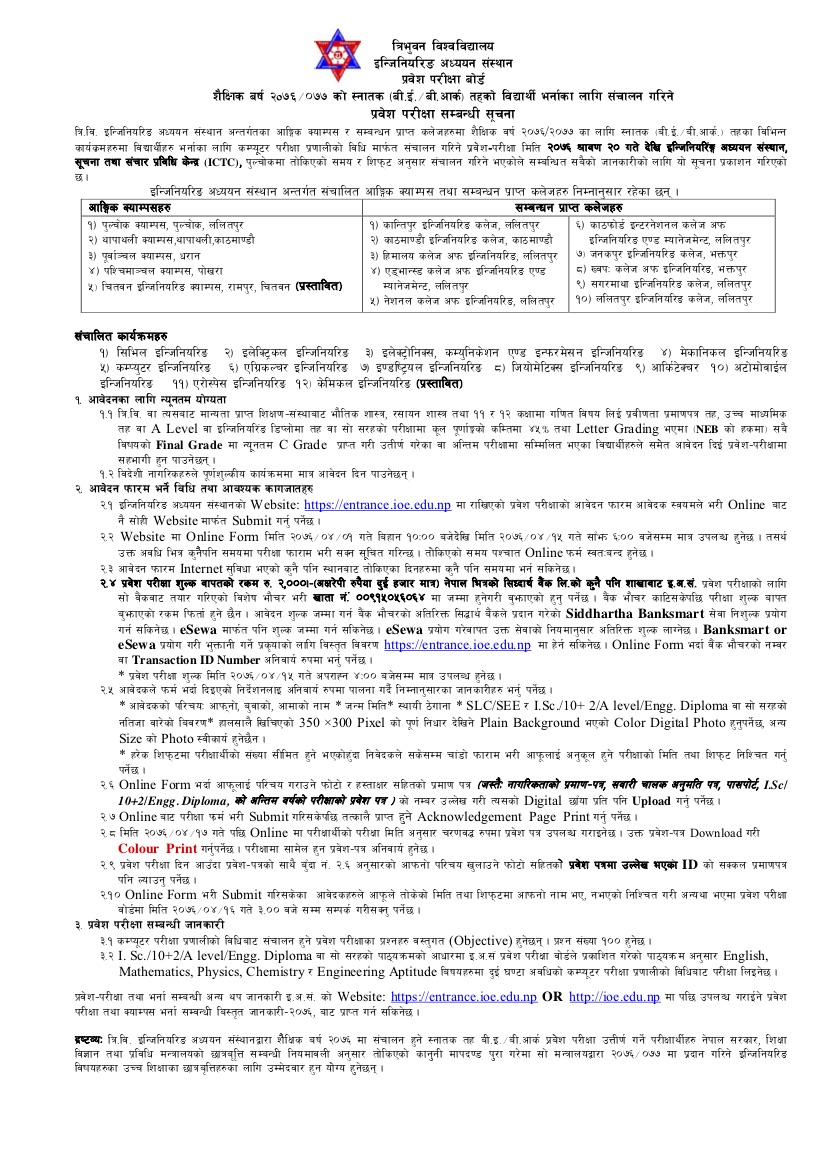 त्रिभुवन विश्वविद्यालय
इन्जिनियरिङ अध्ययन संस्थान
प्रवेश परीक्षा बोर्ड
शैक्षिक बर्ष २०७६/०७७ को स्नातक (बी.ई./बी.आर्क) तहको विद्यार्थी भर्नाका लागि संचालन गरिने
प्रवेश परीक्षा सम्बन्धी सूचना
त्रि.वि. इन्जिनियरिङ अध्ययन संस्थान अन्तर्गतका आङ्गिक क्याम्पस र सम्बन्धन प्राप्त कलेजहरुमा शैक्षिक वर्ष २०७६/२०७७ का लागि स्नातक (बी.ई./बी.आर्क.) तहका विभिन्न
कार्यक्रमहरुमा विद्यार्थीहरु भर्नाका लागि कम्प्यूटर परीक्षा प्रणालीको विधि मार्फत संचालन गरिने प्रवेश-परीक्षा मिति २०७६ श्रावण २० गते देखि इन्जिनियरिङ्ग अध्ययन संस्थान,
सूचना तथा संचार प्रविधि केन्द्र (ICTC), पुल्चोकमा तोकिएको समय र शिफ्ट अनुसार संचालन गरिने भएकोले सम्बन्धित सबैको जानकारीको लागि यो सूचना प्रकाशन गरिएको
छ।
इन्जिनियरिङ अध्ययन संस्थान अन्तर्गत संचालित आङ्गिक क्याम्पस तथा सम्बन्धन प्राप्त कलेजहरु निम्नानुसार रहेका छन् ।
आङ्गिक क्याम्पसहरु
१) पुल्चोक क्याम्पस, पुल्चोक, ललितपुर
२) थापाथली क्याम्पस,थापाथली,काठमाण्डौ
३) पूर्वाञ्चल क्याम्पस, धरान
४) पश्चिमाञ्चल क्याम्पस, पोखरा
५) चितवन इन्जिनियरिङ क्याम्पस, रामपुर, चितवन (प्रस्तावित)
सम्बन्धन प्राप्त कलेजहरु
१) कान्तिपुर इन्जिनियरिङ कलेज, ललितपुर
२) काठमाण्डौ इन्जिनियरिङ कलेज, काठमाण्डौ
३) हिमालय कलेज अफ इन्जिनियरिङ, ललितपुर
४) एड्भान्स्ड कलेज अफ इन्जिनियरिङ एण्ड
म्यानेजमेन्ट, ललितपुर
५) नेशनल कलेज अफ इन्जिनियरिङ, ललितपुर
६) काठफोर्ड इन्टरनेशनल कलेज अफ
इन्जिनियरिङ एण्ड म्यानेजमेन्ट, ललितपुर
७) जनकपुर इन्जिनियरिङ कलेज, भक्तपुर
८) ख्वपः कलेज अफ इन्जिनियरिङ, भक्तपुर
९) सगरमाथा इन्जिनियरिङ कलेज, ललितपुर
१०) ललितपुर इन्जिनियरिङ कलेज, ललितपुर
संचालित कार्यक्रमहरु
१) सिभिल इन्जिनियरिङ २) इलेक्ट्रिकल इन्जिनियरिङ ३) इलेक्ट्रोनिक्स, कम्युनिकेशन एण्ड इन्फरमेसन इन्जिनियरिङ ४) मेकानिकल इन्जिनियरिङ
५) कम्प्युटर इन्जिनियरिङ ६) एग्रिकल्चर इन्जिनियरिङ ७) इण्डष्ट्रियल इन्जिनियरिङ ८) जियोमेटिक्स इन्जिनियरिङ ९) आर्किटेक्चर १०) अटोमोवाईल
इन्जिनियरिङ ११) एरोस्पेस इन्जिनियरिङ १२) केमिकल इन्जिनियरिङ (प्रस्तावित)
१. आवेदनका लागि न्यूनतम योग्यता
१.१ त्रि.वि. वा त्यसबाट मान्यता प्राप्त शिक्षण-संस्थाबाट भौतिक शास्त्र, रसायन शास्त्र तथा ११ र १२ कक्षामा गणित विषय लिई प्रवीणता प्रमाणपत्र तह, उच्च माध्यमिक
तह वा A Level वा इन्जिनियरिङ डिप्लोमा तह वा सो सरहको परीक्षामा कूल पूर्णाङ्कको कम्तिमा ४५% तथा Letter Grading भएमा (NEB को हकमा) सबै
विषयको Final Grade मा न्यूनतम C Grade प्राप्त गरी उतीर्ण गरेका वा अन्तिम परीक्षामा सम्मिलित भएका विद्यार्थीहरुले समेत आवेदन दिई प्रवेश-परीक्षामा
सहभागी हुन पाउनेछन् ।
१.२ विदेशी नागरिकहरुले पूर्णशुल्कीय कार्यक्रममा मात्र आवेदन दिन पाउनेछन् ।
२. आवेदन फारम भर्ने विधि तथा आवश्यक कागजातहरु
२.१ इन्जिनियरिङ अध्ययन संस्थानको Website: https://entrance.ioe.edu.np मा राखिएको प्रवेश परीक्षाको आवेदन फारम आवेदक स्वयमले भरी Online बाट
नै सोही Website मार्फत Submit गर्नु पर्नेछ ।
२.२ Website मा Online Form मिति २०७६/०४/०१ गते बिहान १०:०० बजेदेखि मिति २०७६/०४/१५ गते सांझ ६:०० बजेसम्म मात्र उपलब्ध हुनेछ । तसर्थ
उक्त अवधि भित्र कुनैपनि समयमा परीक्षा फाराम भरी सक्न सूचित गरिन्छ । तोकिएको समय पश्चात Online फर्म स्वतःबन्द हुनेछ ।
२.३ आवेदन फारम Internet सुविधा भएको कुनै पनि स्थानबाट तोकिएका दिनहरुमा कुनै पनि समयमा भर्न सकिनेछ ।
२.४ प्रवेश परीक्षा शुल्क बापतको रकम रु. २,०००।-(अक्षरेपी रुपैया दुई हजार मात्र) नेपाल भित्रको सिध्दार्थ बैंक लि.को कुनै पनि शाखाबाट इ.अ.सं. प्रवेश परीक्षाको लागि
सो बैंकबाट तयार गरिएको विशेष भौचर भरी खाता नं. ००९१५०५६०६४ मा जम्मा हुनेगरी बुझाएको हुनु पर्नेछ । बैंक भौचर काटिसकेपछि परीक्षा शुल्क बापत
बुझाएको रकम फिर्ता हुने छैन । आवेदन शुल्क जम्मा गर्न बैंक भौचरको अतिरिक्त सिद्धार्थ बैंकले प्रदान गरेको Siddhartha Banksmart सेवा निशुल्क प्रयोग
गर्न सकिनेछ । eSewa मार्फत पनि शुल्क जम्मा गर्न सकिनेछ । eSewa प्रयोग गरेवापत उक्त सेवाको नियमानुसार अतिरिक्त शुल्क लाग्नेछ । Banksmart or
eSewa प्रयोग गरी भुक्तानी गर्ने प्रकृयाको लागि विस्तृत विवरण https://entrance.ioe.edu.np मा हेर्न सकिनेछ । Online Form भर्दा बैंक भौचरको नम्बर
वा Transaction ID Number अनिवार्य रुपमा भर्नु पर्नेछ ।
* प्रवेश परीक्षा शुल्क मिति २०७६/०४/१५ गते अपराह्न ४:०० बजेसम्म मात्र उपलब्ध हुनेछ ।
२.५ आवेदकले फर्म भर्दा दिइएको निर्देशनलाइ अनिवार्य रुपमा पालना गर्दै निम्नानुसारका जानकारीहरु भर्नु पर्नेछ ।
* आवेदकको परिचयः आफ्नो, बुवाको, आमाको नाम * जन्म मिति* स्थायी ठेगाना * SLC/SEE र I.Sc./10+ 2/A level/Engg. Diploma वा सो सरहको
नतिजा बारेको विवरण* हालसालै खिचिएको 350 ×300 Pixel को पूर्ण निधार देखिने Plain Background भएको Color Digital Photo हुनुपर्नेछ, अन्य
Size को Photo स्वीकार्य हुनेछैन ।
* हरेक शिफ्टमा परीक्षार्थीको संख्या सीमित हुने भएकोहुंदा निवेदकले सकेसम्म चांडो फाराम भरी आफूलाई अनुकूल हुने परीक्षाको मिति तथा शिफ्ट निश्चित गर्नु
पर्नेछ ।
२.६ Online Form भर्दा आफूलाई परिचय गराउने फोटो र हस्ताक्षर सहितको प्रमाण पत्र (जस्तैः नागरिकताको प्रमाण-पत्र, सवारी चालक अनुमति पत्र, पासपोर्ट, I.Sc/
10+2/Engg. Diploma, को अन्तिम बर्षको परीक्षाको प्रवेश पत्र ) को नम्बर उल्लेख गरी त्यसको Digital छांया प्रति पनि Upload गर्नु पर्नेछ ।
२.७ Online बाट परीक्षा फर्म भरी Submit गरिसकेपछि तत्कालै प्राप्त हुने Acknowledgement Page Print गर्नु पर्नेछ ।
२.८ मिति २०७६/०४/१७ गते पछि Online मा परीक्षार्थीको परीक्षा मिति अनुसार चरणबद्ध रुपमा प्रवेश पत्र उपलब्ध गराइनेछ । उक्त प्रवेश-पत्र Download गरी
Colour Print गर्नुपर्नेछ । परीक्षामा सामेल हुन प्रवेश-पत्र अनिवार्य हुनेछ ।
२.९ प्रवेश परीक्षा दिन आउंदा प्रवेश-पत्रको साथै बुंदा नं. २.६ अनुसारको आफनो परिचय खुलाउने फोटो सहितको प्रवेश पत्रमा उल्लेख भएको ID को सक्कल प्रमाणपत्र
पनि ल्याउनु पर्नेछ ।
२.१० Online Form भरी Submit गरिसकेका आवेदकहरुले आफूले तोकेको मिति तथा शिफ्टमा आफनो नाम भए, नभएको निश्चित गरी अन्यथा भएमा प्रवेश परीक्षा
बोर्डमा मिति २०७६/०४/१६ गते ३.०० बजे सम्म सम्पर्क गरीसक्नु पर्नेछ ।
३. प्रवेश परीक्षा सम्बन्धी जानकारी
३.१ कम्प्यूटर परीक्षा प्रणालीको विधिबाट संचालन हुने प्रवेश परीक्षाका प्रश्नहरु वस्तुगत (Objective) हुनेछन् । प्रश्न संख्या १०० हुनेछ ।
३.२ I. Sc./10+2/A level/Engg. Diploma वा सो सरहको पाठ्यक्रमको आधारमा इ.अ.सं प्रवेश परीक्षा बोर्डले प्रकाशित गरेको पाठ्यक्रम अनुसार English,
Mathematics, Physics, Chemistry र Engineering Aptitude विषयहरुमा दुई घण्टा अवधिको कम्प्यूटर परीक्षा प्रणालीको विधिबाट परीक्षा लिइनेछ ।
प्रवेश-परीक्षा तथा भर्ना सम्बन्धी अन्य थप जानकारी इ.अ.सं. को Website: https://entrance.ioe.edu.np OR http://ioe.edu.np मा पछि उपलब्ध गराईने प्रवेश
परीक्षा तथा क्याम्पस भर्ना सम्बन्धी बिस्तृत जानकारी-२०७६, बाट प्राप्त गर्न सकिनेछ ।
द्रष्टव्यः त्रि.वि. इन्जिनियरिङ अध्ययन संस्थानद्वारा शैक्षिक बर्ष २०७६ मा संचालन हुने स्नातक तह बी.इ./बी.आर्क प्रवेश परीक्षा उत्तीर्ण गर्ने परीक्षार्थीहरु नेपाल सरकार, शिक्षा
विज्ञान तथा प्रविधि मन्त्रालयको छात्रवृत्ति सम्बन्धी नियमावली अनुसार तोकिएको कानुनी मापदण्ड पुरा गरेमा सो मन्त्रालयद्वारा २०७६/०७७ मा प्रदान गरिने इन्जिनियरिङ
विषयहरुका उच्च शिक्षाका छात्रवृत्तिहरुका लागि उम्मेदवार हुन योग्य हुनेछन् ।